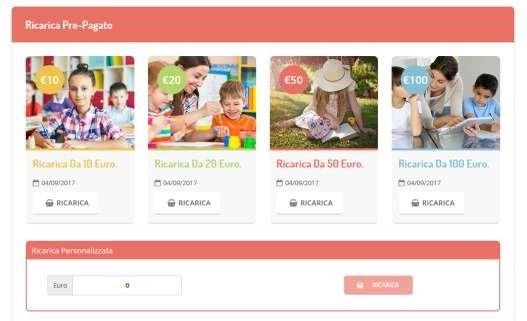 Ricarica Pre-Pagato
€10
€20
€50
€100
Ricarica Da 10 Euro.
Ricarica Da 20 Euro.
Ricarica Da 50 Euro.
Ricarica Da 100 Euro.
04/09/2017
04/09/2017
04/09/2017
04/09/2017
RICARICA
RICARICA
RICARICA
RICARICA
Ricarica Personalizzata
Euro 0
RICARICA